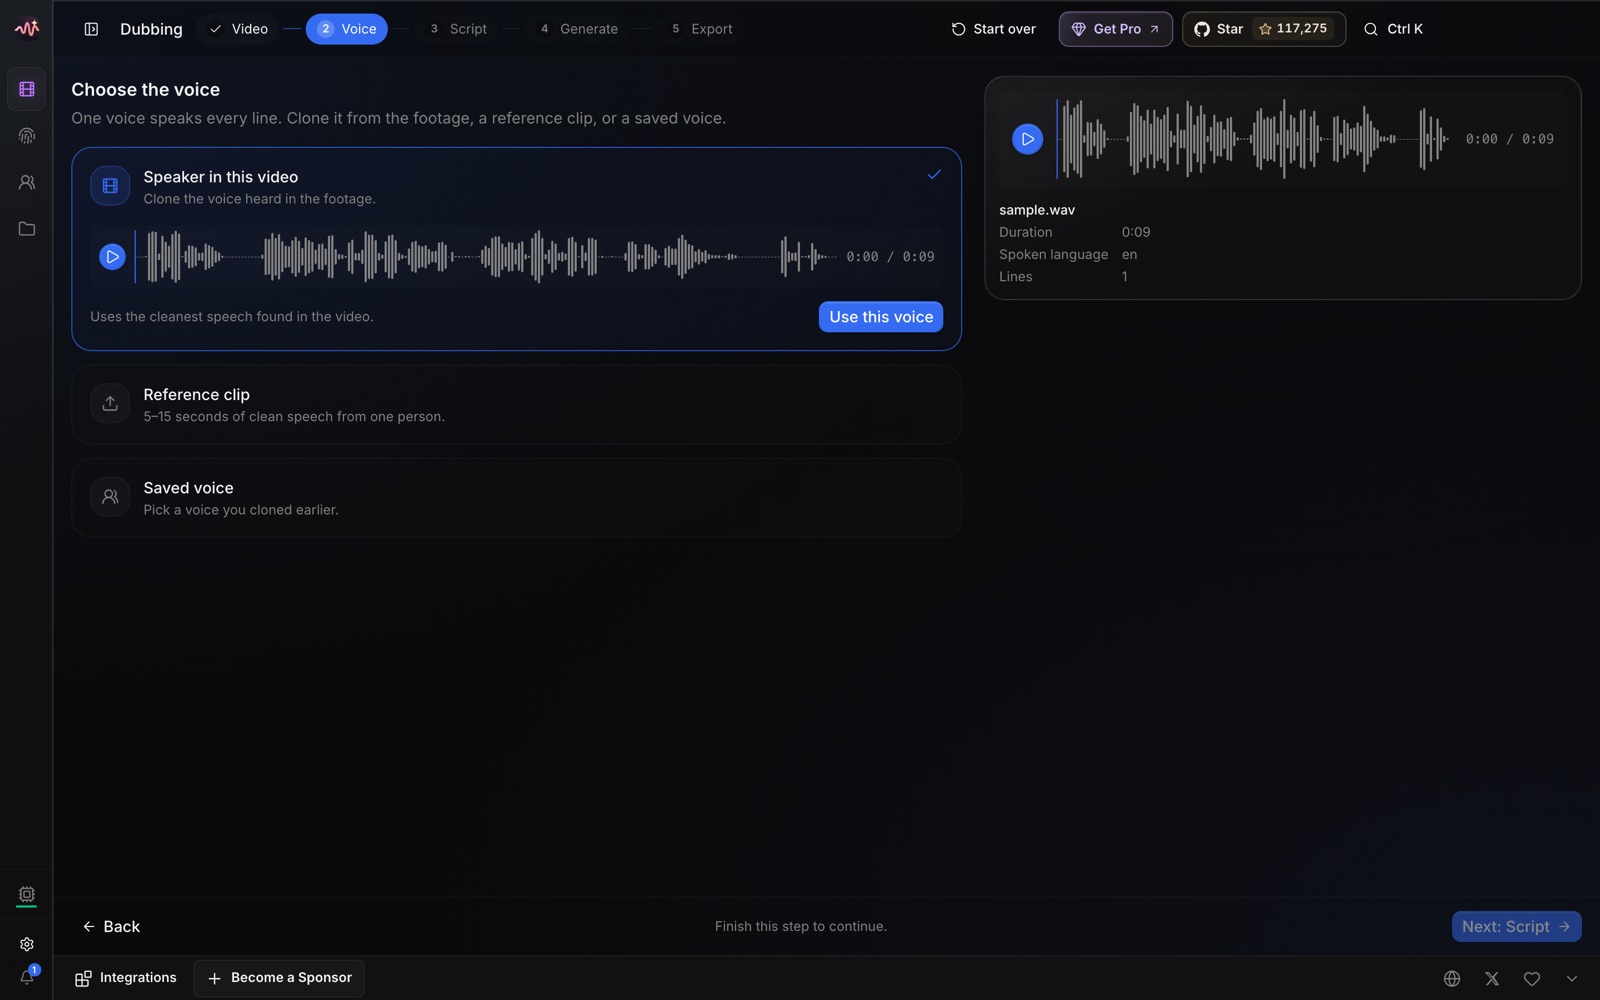 Dubbing
Video
2 Voice
3 Script
4 Generate
5 Export
Start over
Get Pro
Star 117,275
Ctrl K
Choose the voice
One voice speaks every line. Clone it from the footage, a reference clip, or a saved voice.
Speaker in this video
Clone the voice heard in the footage.
0:00 / 0:09
Uses the cleanest speech found in the video.
Use this voice
Reference clip
5–15 seconds of clean speech from one person.
Saved voice
Pick a voice you cloned earlier.
0:00 / 0:09
sample.wav
Duration 0:09
Spoken language en
Lines 1
Back
Finish this step to continue.
Next: Script
1
Integrations
Become a Sponsor